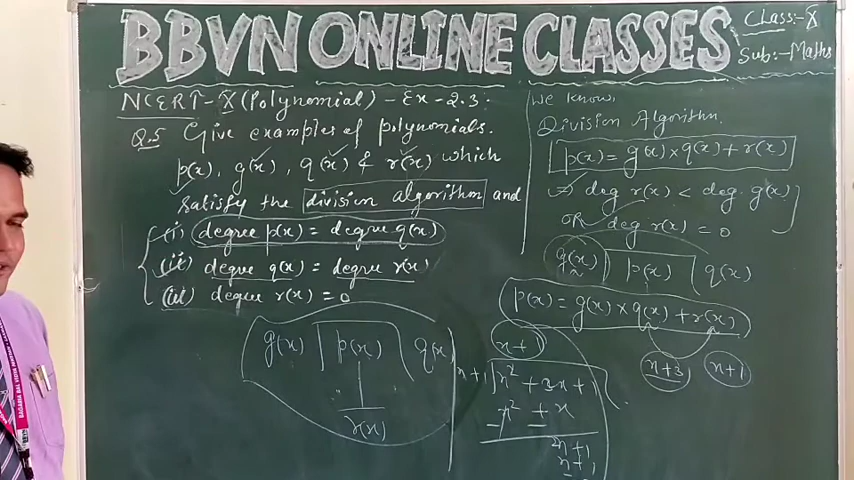 BBVN ONLINE CLASSES
Class:- X
Sub:- Maths
NCERT-X (Polynomial) - Ex-2.3.
Q.5 Give examples of polynomials.
p(x), g(x), q(x) & r(x) which
satisfy the division algorithm and
(i) degree p(x) = degree q(x)
(ii) degree q(x) = degree r(x)
(iii) degree r(x) = 0
g(x) p(x) q(x)
r(x)
We know,
Division Algorithm.
p(x) = g(x) × q(x) + r(x)
⇒ deg r(x) < deg. g(x)
OR deg r(x) = 0
g(x) p(x) q(x)
p(x) = g(x) × q(x) + r(x)
x+3 x+1
x+1 x² + 3x + 1
x² + x
2x+1